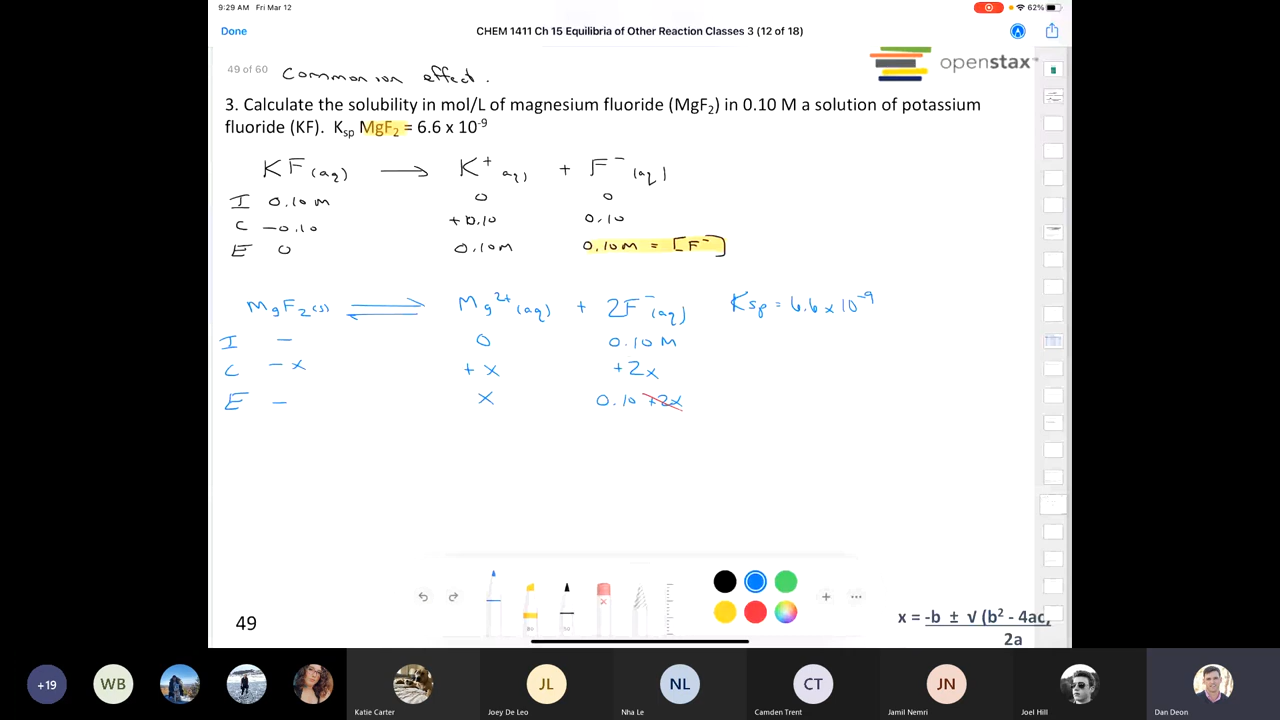 9:29 AM Fri Mar 12
62%
Done
CHEM 1411 Ch 15 Equilibria of Other Reaction Classes 3 (12 of 18)
49 of 60
Common ion effect.
openstax™
3. Calculate the solubility in mol/L of magnesium fluoride (MgF₂) in 0.10 M a solution of potassium
fluoride (KF). Ksp MgF₂ = 6.6 x 10⁻⁹
KF(aq) → K⁺(aq) + F⁻(aq)
I 0.10 M 0 0
C -0.10 +0.10 0.10
E 0 0.10M 0.10M = [F⁻]
MgF₂(s) ⇌ Mg²⁺(aq) + 2F⁻(aq) Ksp = 6.6 x 10⁻⁹
I - 0 0.10 M
C - x + x +2x
E - x 0.10 +2x
49
x = -b ± √ (b² - 4ac)
2a
+19
WB
JL
NL
CT
JN
Katie Carter
Joey De Leo
Nha Le
Camden Trent
Jamil Nemri
Joel Hill
Dan Deon